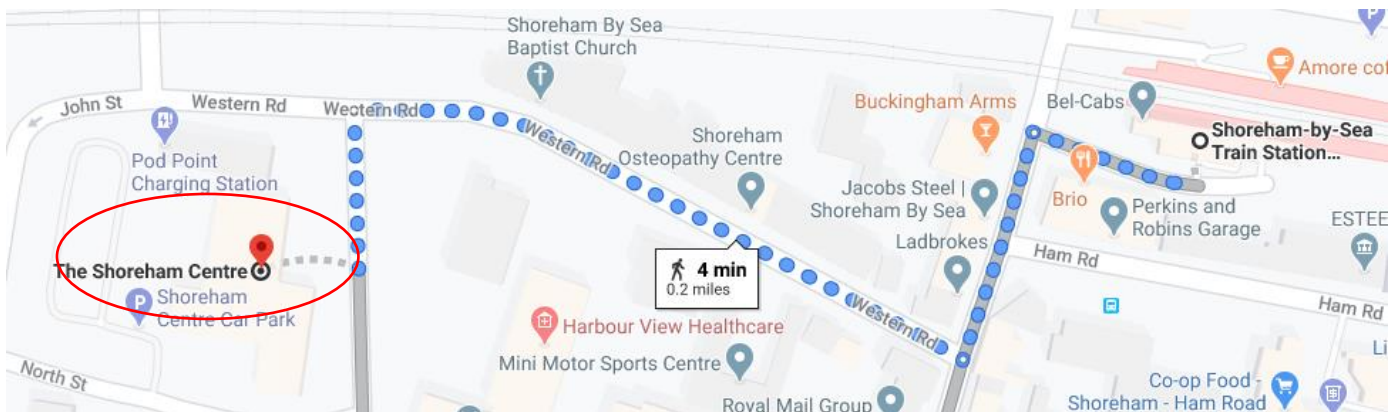 Shoreham By Sea
Baptist Church
John St
Western Rd
Western Rd
Pod Point
Charging Station
Western Rd
Shoreham
Osteopathy Centre
Buckingham Arms
Bel-Cabs
Amore cof
Shoreham-by-Sea
Train Station...
Jacobs Steel |
Shoreham By Sea
Brio
Perkins and
Robins Garage
ESTEE
Ladbrokes
Ham Rd
4 min
0.2 miles
The Shoreham Centre
P
Shoreham
Centre Car Park
Harbour View Healthcare
Western Rd
Ham Rd
Mini Motor Sports Centre
Li
North St
Royal Mail Group
Co-op Food -
Shoreham - Ham Road
P